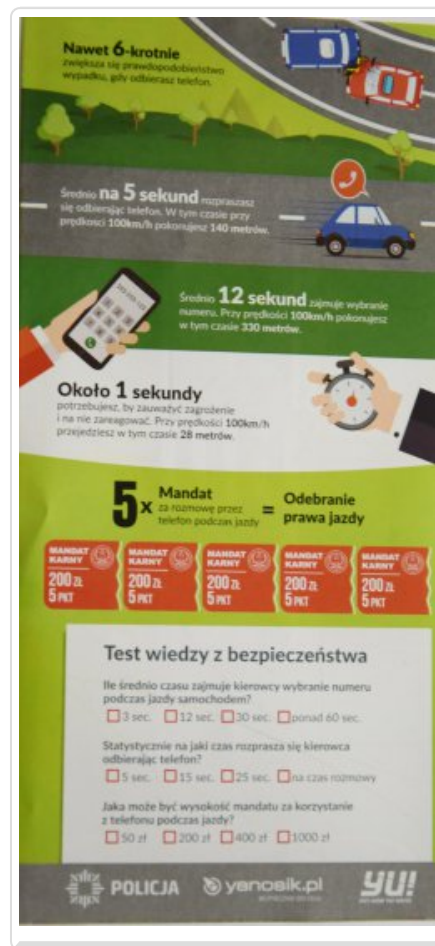 Nawet 6-krotnie
zwiększa się prawdopodobieństwo
wypadku, gdy odbierasz telefon.
Średnio na 5 sekund rozpraszasz
się odbierając telefon. W tym czasie przy
prędkości 100km/h pokonujesz 140 metrów.
Średnio 12 sekund zajmuje wybranie
numeru. Przy prędkości 100km/h pokonujesz
w tym czasie 330 metrów.
Około 1 sekundy
potrzebujesz, by zauważyć zagrożenie
i na nie zareagować. Przy prędkości 100km/h
przejedziesz w tym czasie 28 metrów.
5 x Mandat
za rozmowę przez
telefon podczas jazdy
= Odebranie
prawa jazdy
MANDAT
KARNY
200 ZŁ
5 PKT
MANDAT
KARNY
200 ZŁ
5 PKT
MANDAT
KARNY
200 ZŁ
5 PKT
MANDAT
KARNY
200 ZŁ
5 PKT
MANDAT
KARNY
200 ZŁ
5 PKT
Test wiedzy z bezpieczeństwa
Ile średnio czasu zajmuje kierowcy wybranie numeru
podczas jazdy samochodem?
3 sec. 12 sec. 30 sec. ponad 60 sec.
Statystycznie na jaki czas rozprasza się kierowca
odbierając telefon?
5 sec. 15 sec. 25 sec. na czas rozmowy
Jaka może być wysokość mandatu za korzystanie
z telefonu podczas jazdy?
50 zł 200 zł 400 zł 1000 zł
POLICJA yanosik.pl YU!